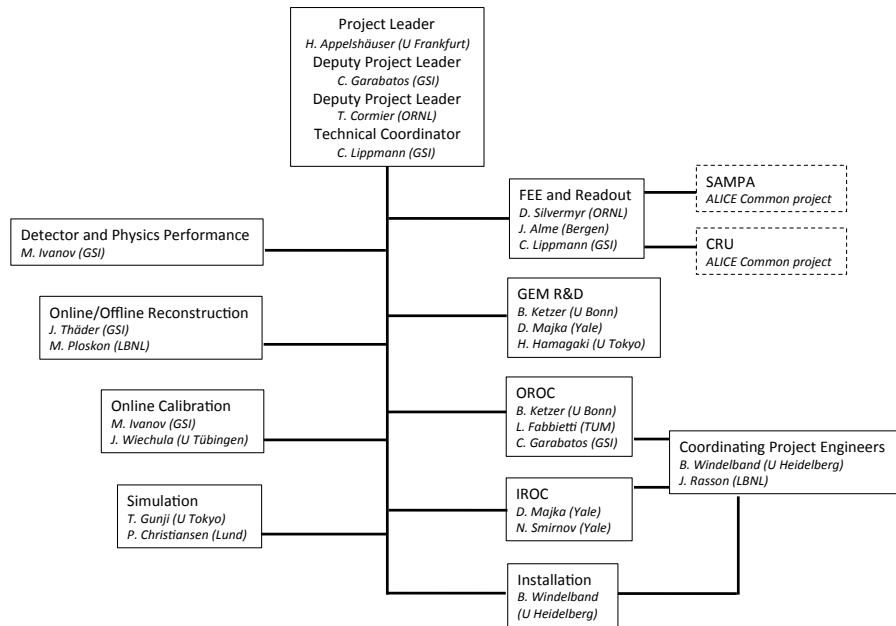 Project Leader
H. Appelshäuser (U Frankfurt)
Deputy Project Leader
C. Garabatos (GSI)
Deputy Project Leader
T. Cormier (ORNL)
Technical Coordinator
C. Lippmann (GSI)
Detector and Physics Performance
M. Ivanov (GSI)
Online/Offline Reconstruction
J. Thäder (GSI)
M. Ploskon (LBNL)
Online Calibration
M. Ivanov (GSI)
J. Wiechula (U Tübingen)
Simulation
T. Gunji (U Tokyo)
P. Christiansen (Lund)
FEE and Readout
D. Silvermyr (ORNL)
J. Alme (Bergen)
C. Lippmann (GSI)
SAMPA
ALICE Common project
CRU
ALICE Common project
GEM R&D
B. Ketzer (U Bonn)
D. Majka (Yale)
H. Hamagaki (U Tokyo)
OROC
B. Ketzer (U Bonn)
L. Fabbietti (TUM)
C. Garabatos (GSI)
IROC
D. Majka (Yale)
N. Smirnov (Yale)
Coordinating Project Engineers
B. Windelband (U Heidelberg)
J. Rasson (LBNL)
Installation
B. Windelband
(U Heidelberg)